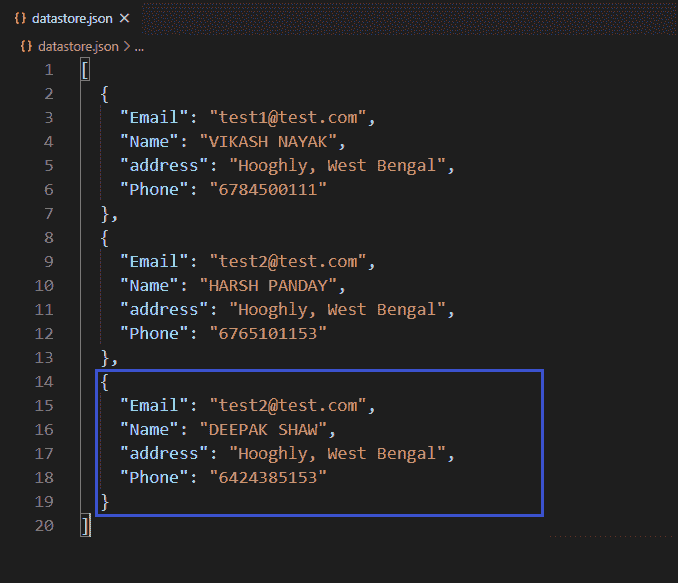 {} datastore.json ×
{} datastore.json > ...
1 [
2 {
3 "Email": "test1@test.com",
4 "Name": "VIKASH NAYAK",
5 "address": "Hooghly, West Bengal",
6 "Phone": "6784500111"
7 },
8 {
9 "Email": "test2@test.com",
10 "Name": "HARSH PANDAY",
11 "address": "Hooghly, West Bengal",
12 "Phone": "6765101153"
13 },
14 {
15 "Email": "test2@test.com",
16 "Name": "DEEPAK SHAW",
17 "address": "Hooghly, West Bengal",
18 "Phone": "6424385153"
19 }
20 ]